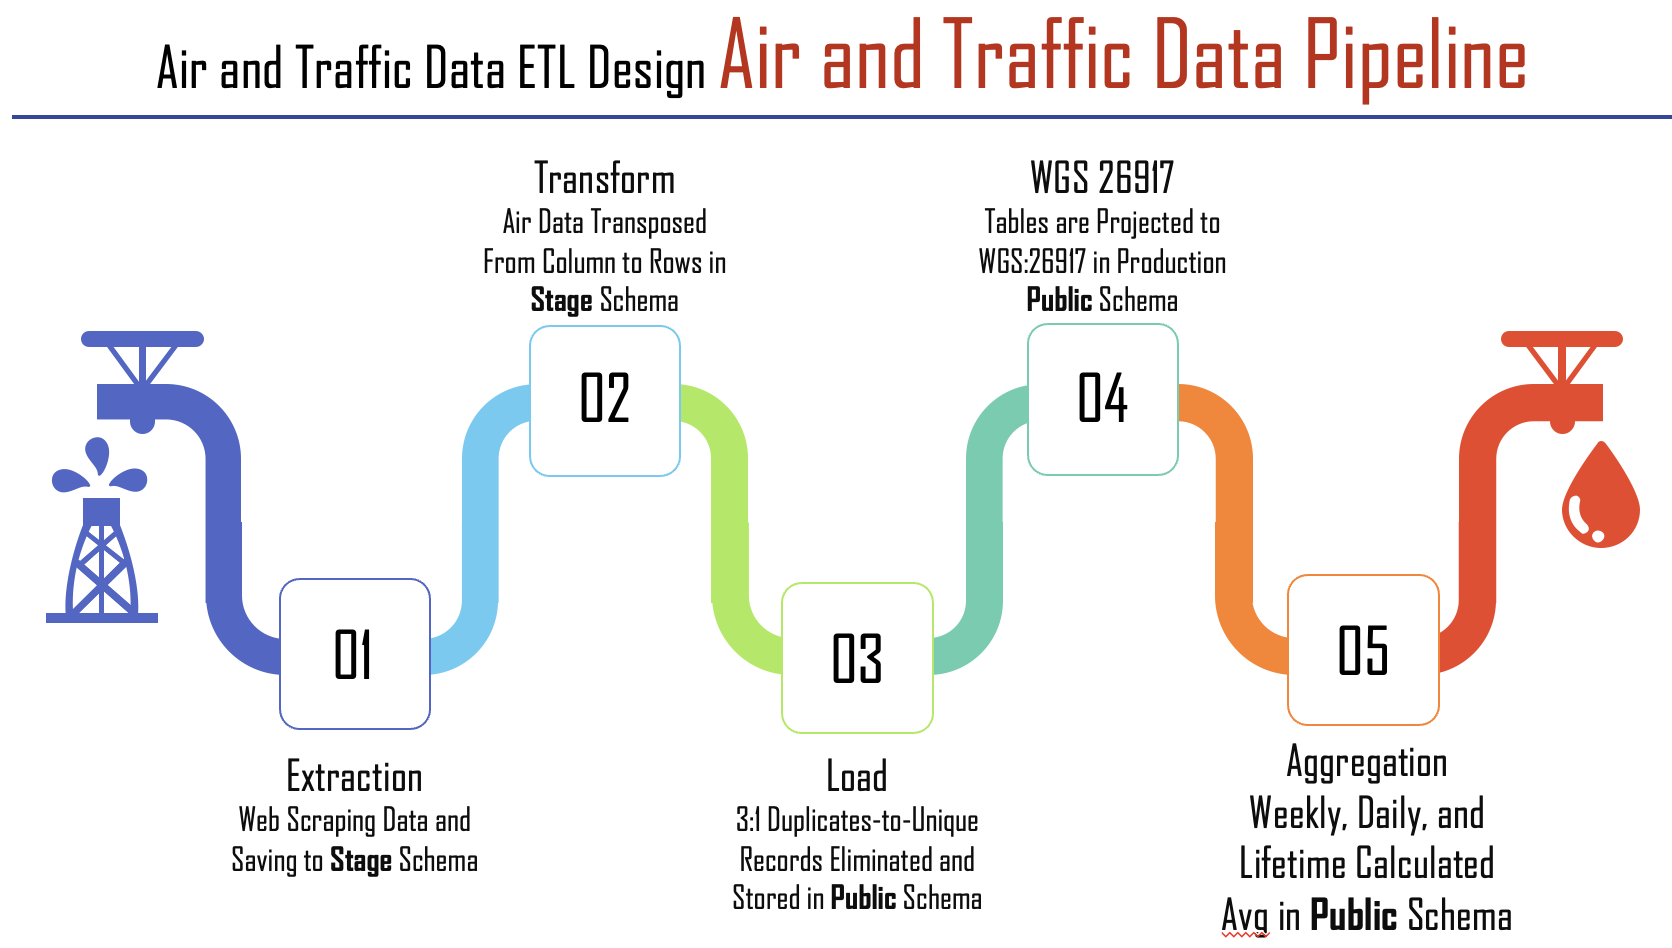 Air and Traffic Data ETL Design Air and Traffic Data Pipeline
01
Extraction
Web Scraping Data and
Saving to Stage Schema
Transform
Air Data Transposed
From Column to Rows in
Stage Schema
02
03
Load
3:1 Duplicates-to-Unique
Records Eliminated and
Stored in Public Schema
WGS 26917
Tables are Projected to
WGS:26917 in Production
Public Schema
04
05
Aggregation
Weekly, Daily, and
Lifetime Calculated
Avg in Public Schema